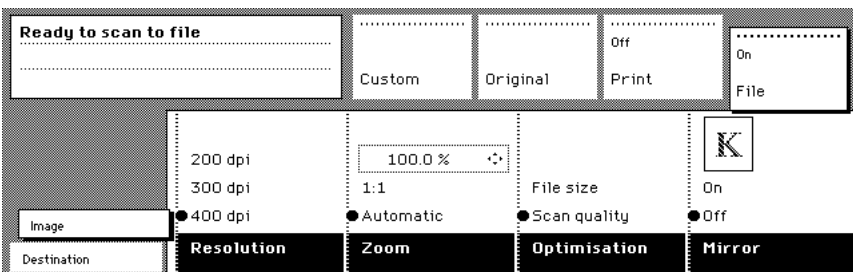 Ready to scan to file
Custom
Original
Off
Print
On
File
200 dpi
300 dpi
400 dpi
Resolution
100.0 %
1:1
Automatic
Zoom
File size
Scan quality
Optimisation
K
On
Off
Mirror
Image
Destination